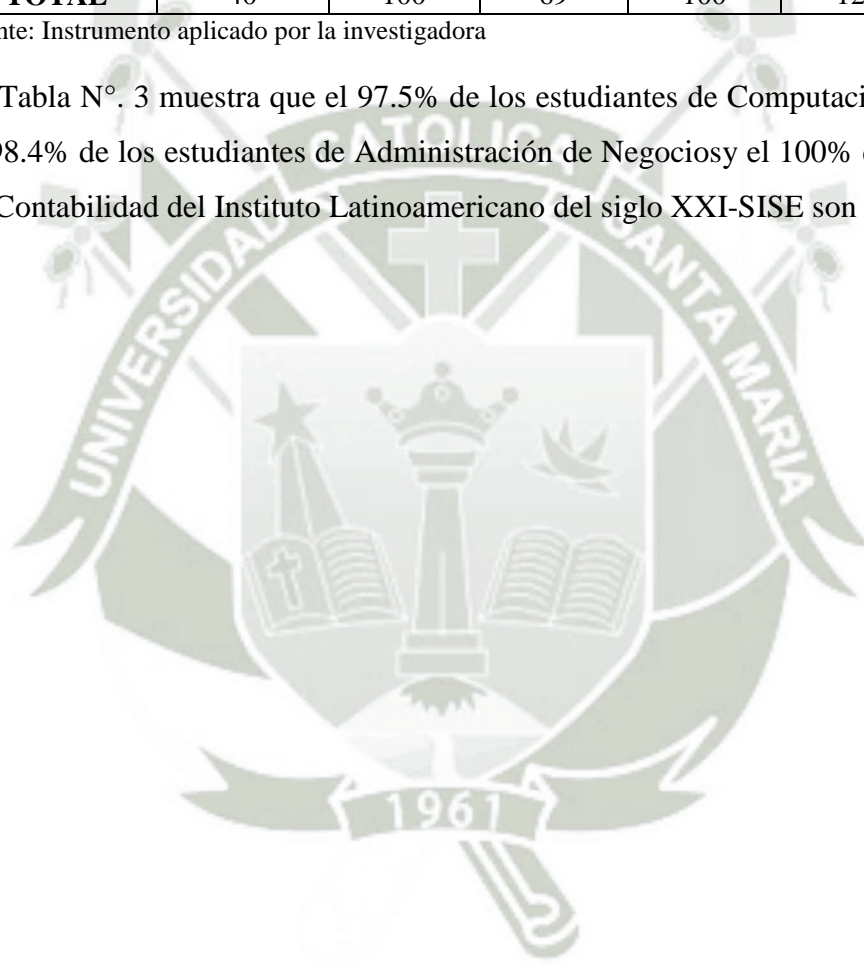 TOTAL 40 100 89 100 12
nte: Instrumento aplicado por la investigadora
Tabla N°. 3 muestra que el 97.5% de los estudiantes de Computaci
98.4% de los estudiantes de Administración de Negociosy el 100%
Contabilidad del Instituto Latinoamericano del siglo XXI-SISE son
UNIVERSIDAD CATOLICA SANTA MARIA
1961